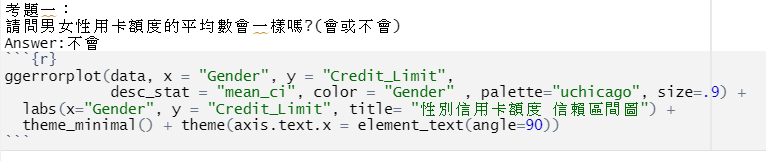 考題一：
請問男女性用卡額度的平均數會一樣嗎?(會或不會)
Answer:不會
```{r}
ggerrorplot(data, x = "Gender", y = "Credit_Limit",
desc_stat = "mean_ci", color = "Gender" , palette="uchicago", size=.9) +
labs(x="Gender", y = "Credit_Limit", title= "性別信用卡額度 信賴區間圖") +
theme_minimal() + theme(axis.text.x = element_text(angle=90))
```